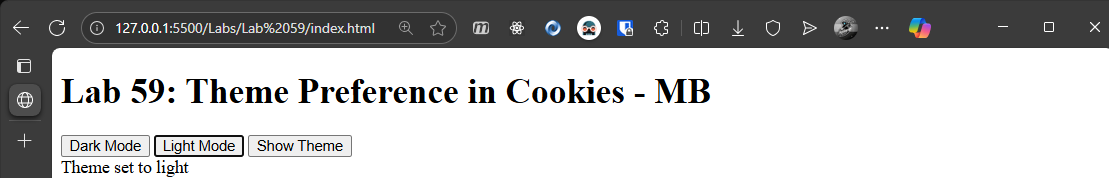 127.0.0.1:5500/Labs/Lab%2059/index.html
Lab 59: Theme Preference in Cookies - MB
Dark Mode Light Mode Show Theme
Theme set to light